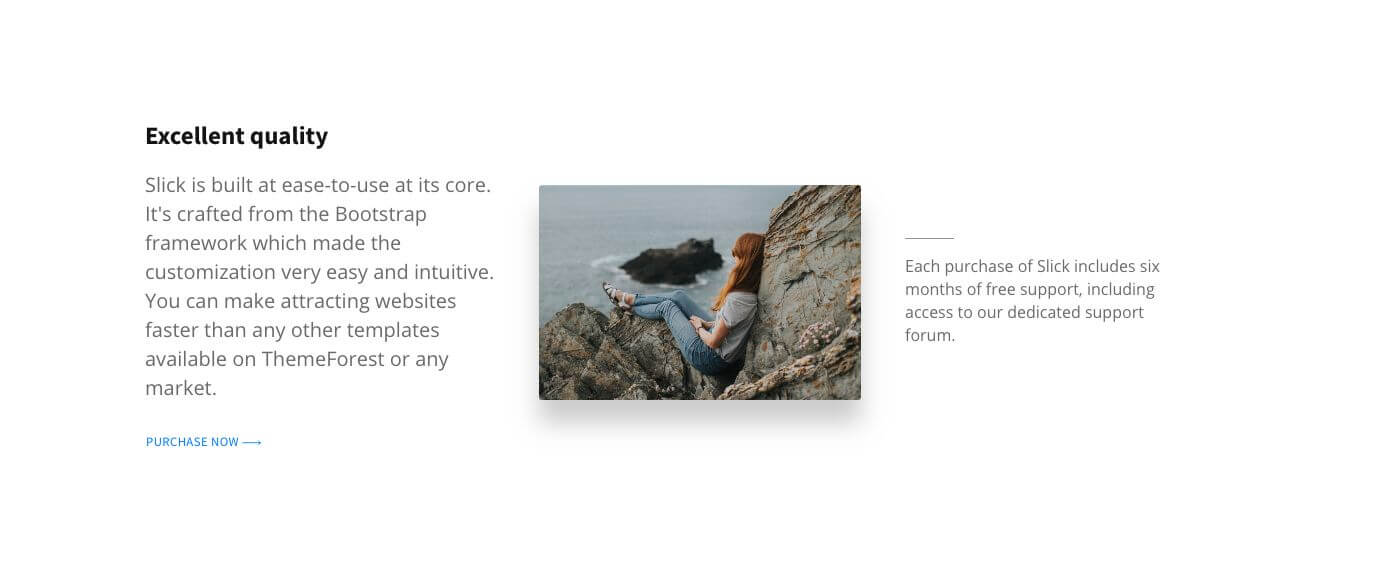 Excellent quality
Slick is built at ease-to-use at its core.
It's crafted from the Bootstrap
framework which made the
customization very easy and intuitive.
You can make attracting websites
faster than any other templates
available on ThemeForest or any
market.
PURCHASE NOW ⟶
Each purchase of Slick includes six
months of free support, including
access to our dedicated support
forum.